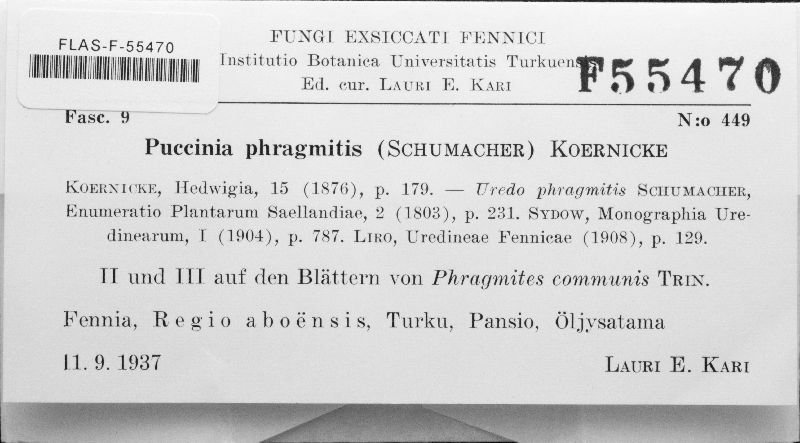 FLAS-F-55470
FUNGI EXSICCATI FENNICI
Institutio Botanica Universitatis Turkuensis
Ed. cur. LAURI E. KARI
F55470
Fasc. 9
N:o 449
Puccinia phragmitis (SCHUMACHER) KOERNICKE
KOERNICKE, Hedwigia, 15 (1876), p. 179. — Uredo phragmitis SCHUMACHER,
Enumeratio Plantarum Saellandiae, 2 (1803), p. 231. SYDOW, Monographia Ure-
dinearum, I (1904), p. 787. LIRO, Uredineae Fennicae (1908), p. 129.
II und III auf den Blättern von Phragmites communis TRIN.
Fennia, Regio aboënsis, Turku, Pansio, Öljysatama
11. 9. 1937
LAURI E. KARI